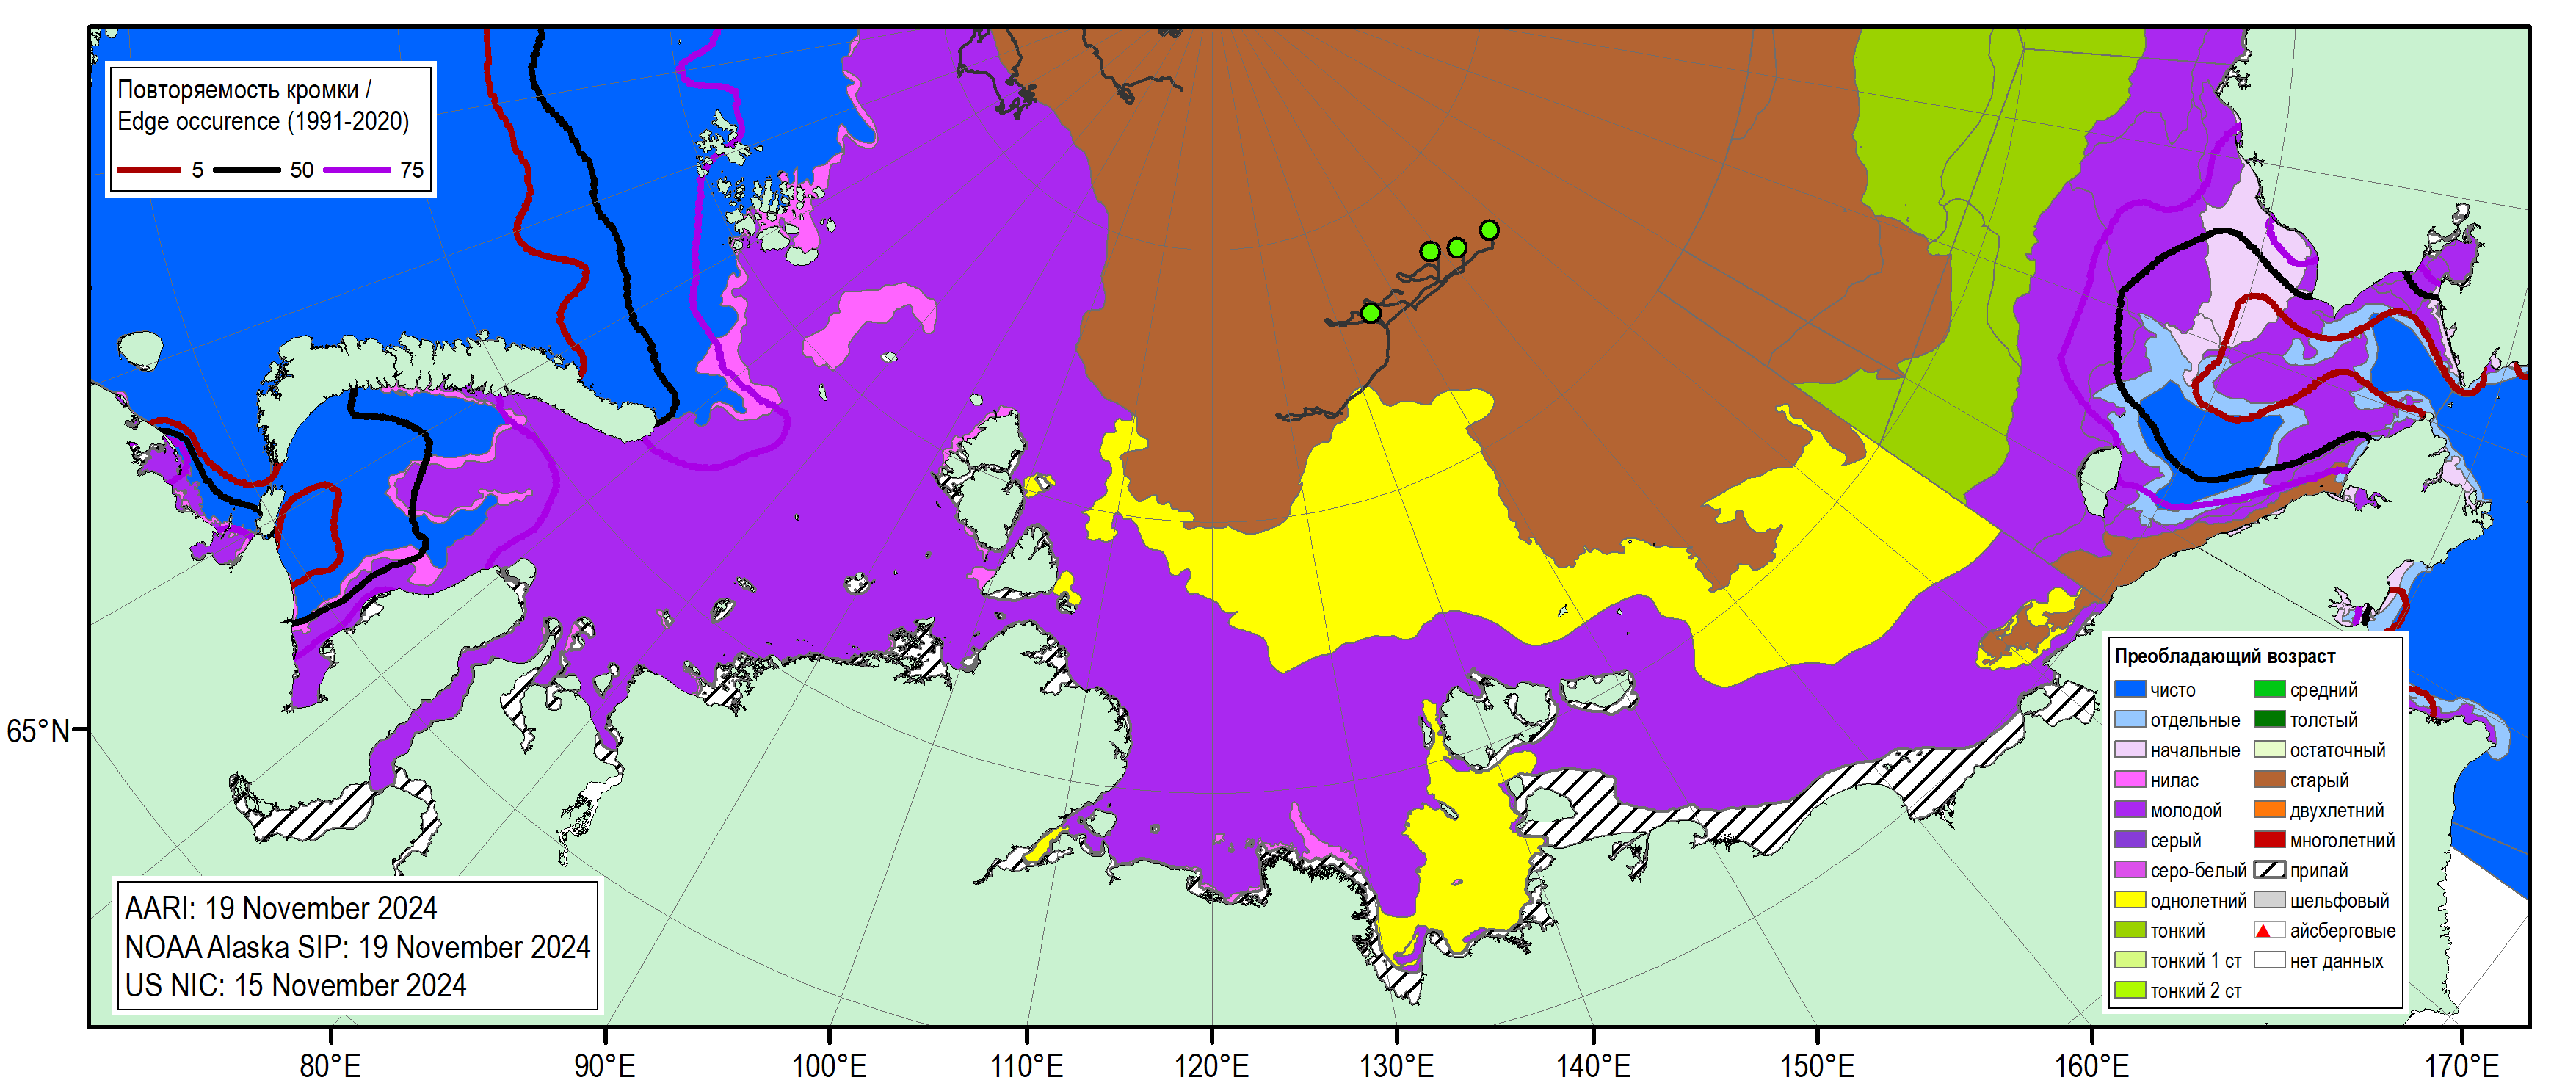 Повторяемость кромки /
Edge occurence (1991-2020)
5 50 75
65°N
AARI: 19 November 2024
NOAA Alaska SIP: 19 November 2024
US NIC: 15 November 2024
Преобладающий возраст
чисто
отдельные
начальные
нилас
молодой
серый
серо-белый
однолетний
тонкий
тонкий 1 ст
тонкий 2 ст
средний
толстый
остаточный
старый
двухлетний
многолетний
припай
шельфовый
айсберговые
нет данных
80°E 90°E 100°E 110°E 120°E 130°E 140°E 150°E 160°E 170°E